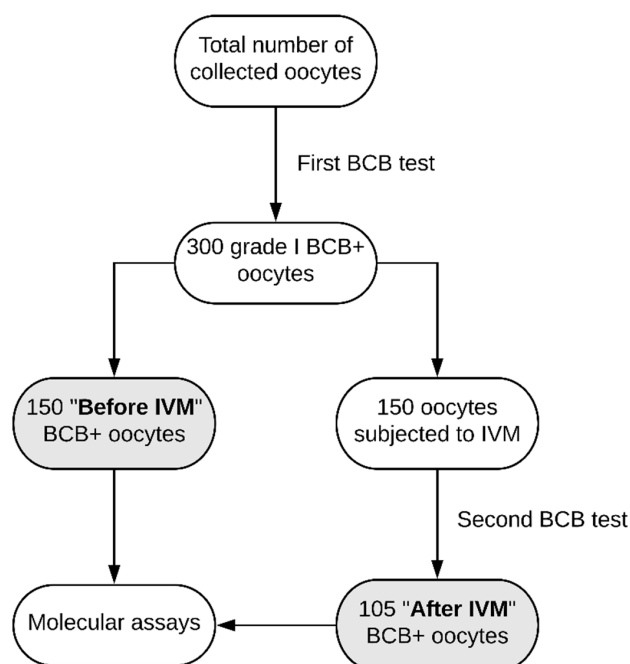 Total number of
collected oocytes
First BCB test
300 grade I BCB+
oocytes
150 "Before IVM"
BCB+ oocytes
150 oocytes
subjected to IVM
Second BCB test
Molecular assays
105 "After IVM"
BCB+ oocytes